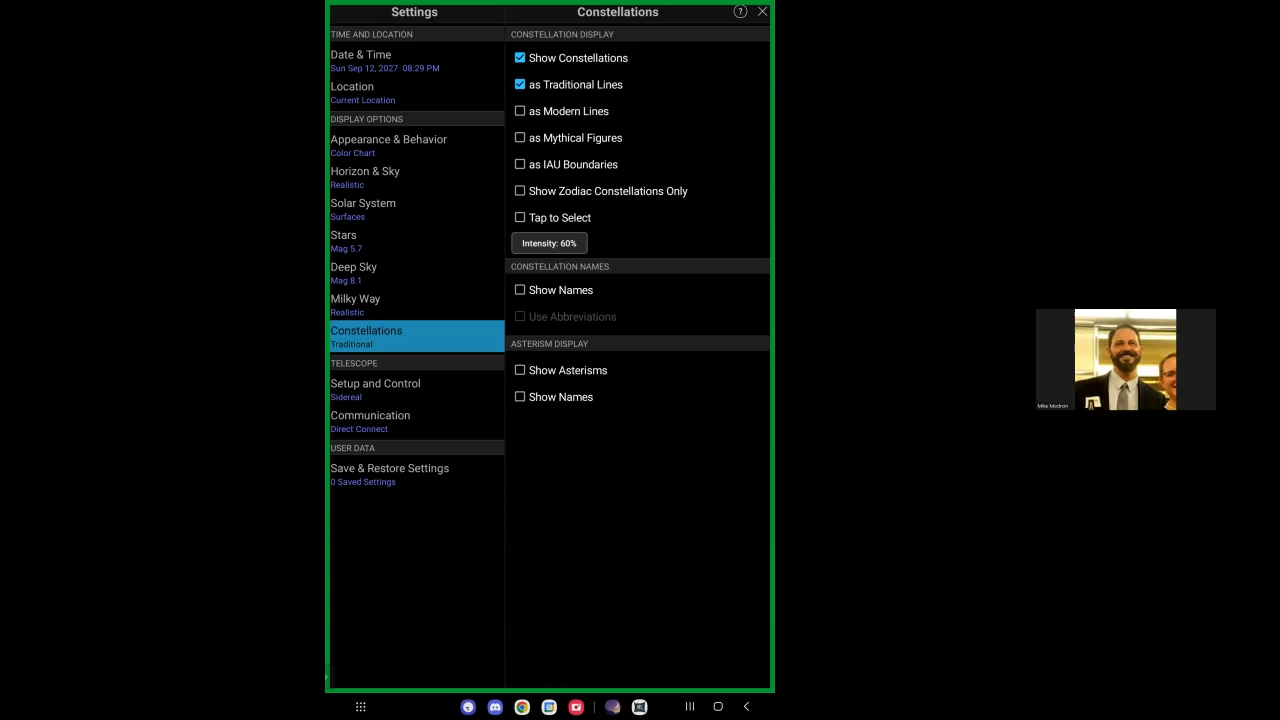 Settings
TIME AND LOCATION
Date & Time
Sun Sep 12, 2027 08:29 PM
Location
Current Location
DISPLAY OPTIONS
Appearance & Behavior
Color Chart
Horizon & Sky
Realistic
Solar System
Surfaces
Stars
Mag 5.7
Deep Sky
Mag 8.1
Milky Way
Realistic
Constellations
Traditional
TELESCOPE
Setup and Control
Sidereal
Communication
Direct Connect
USER DATA
Save & Restore Settings
0 Saved Settings
Constellations
?
CONSTELLATION DISPLAY
Show Constellations
as Traditional Lines
as Modern Lines
as Mythical Figures
as IAU Boundaries
Show Zodiac Constellations Only
Tap to Select
Intensity: 60%
CONSTELLATION NAMES
Show Names
Use Abbreviations
ASTERISM DISPLAY
Show Asterisms
Show Names
Mike Modron